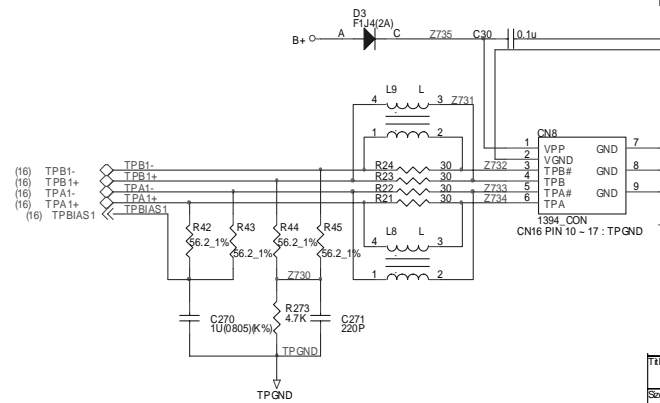 D3
F1J4(2A)
B+ A C Z735 C30 0.1u
L9 L
4 3 Z731
1 2
CN8
1 VPP GND 7
2 VGND
3 TPB# GND 8
4 TPB
5 TPA# GND 9
6 TPA
1394_CON
CN16 PIN 10 ~ 17 : TPGND
(16) TPB1- TPB1- R24 30 Z732
(16) TPB1+ TPB1+ R23 30
(16) TPA1- TPA1- R22 30 Z733
(16) TPA1+ TPA1+ R21 30 Z734
(16) TPBIAS1 TPBIAS1
R42 R43 R44 R45
56.2_1% 56.2_1% 56.2_1% 56.2_1%
L8 L
4 3
1 2
Z730
C270
1U(0805)(K%)
R273
4.7K
C271
220P
TPGND
TPGND